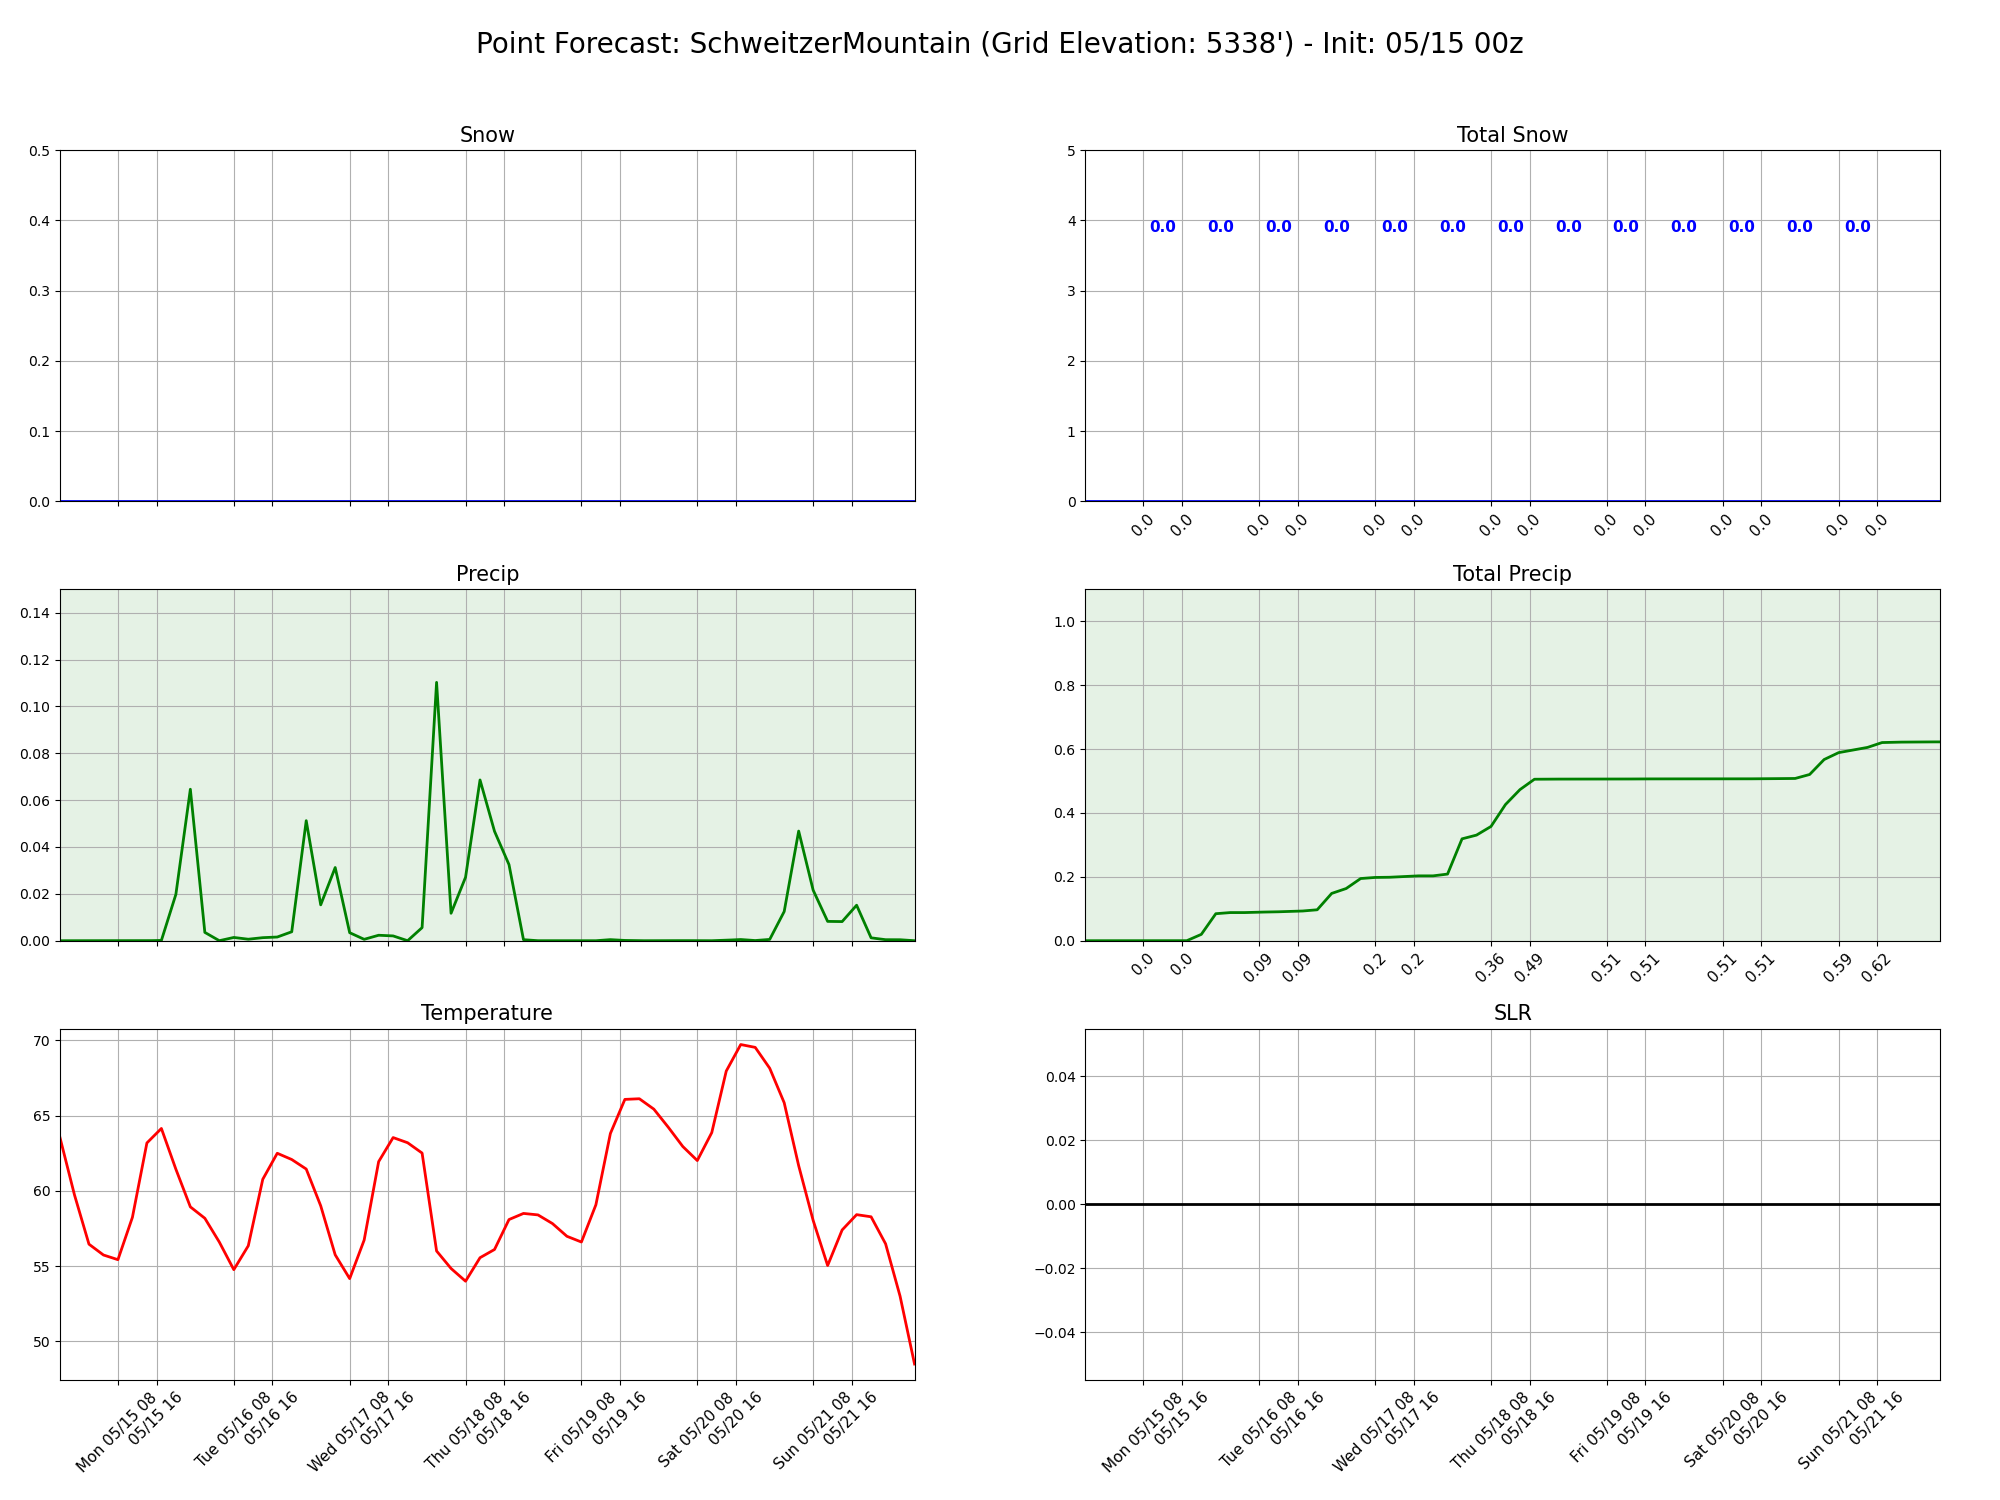 Point Forecast: SchweitzerMountain (Grid Elevation: 5338') - Init: 05/15 00z
Snow
0.5
0.4
0.3
0.2
0.1
0.0
Total Snow
5
4
3
2
1
0
0.0 0.0 0.0 0.0 0.0 0.0 0.0 0.0 0.0 0.0 0.0 0.0 0.0
0.0 0.0 0.0 0.0 0.0 0.0 0.0 0.0 0.0 0.0 0.0 0.0 0.0 0.0
Precip
0.14
0.12
0.10
0.08
0.06
0.04
0.02
0.00
Total Precip
1.0
0.8
0.6
0.4
0.2
0.0
0.0 0.0 0.09 0.09 0.2 0.2 0.36 0.49 0.51 0.51 0.51 0.51 0.59 0.62
Temperature
70
65
60
55
50
Mon 05/15 08
05/15 16
Tue 05/16 08
05/16 16
Wed 05/17 08
05/17 16
Thu 05/18 08
05/18 16
Fri 05/19 08
05/19 16
Sat 05/20 08
05/20 16
Sun 05/21 08
05/21 16
SLR
0.04
0.02
0.00
−0.02
−0.04
Mon 05/15 08
05/15 16
Tue 05/16 08
05/16 16
Wed 05/17 08
05/17 16
Thu 05/18 08
05/18 16
Fri 05/19 08
05/19 16
Sat 05/20 08
05/20 16
Sun 05/21 08
05/21 16